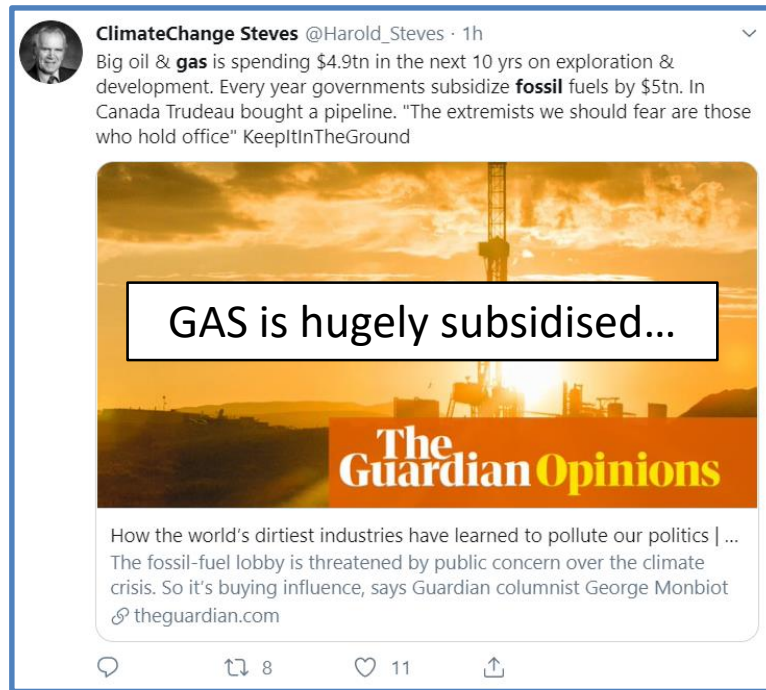 ClimateChange Steves @Harold_Steves · 1h
Big oil & gas is spending $4.9tn in the next 10 yrs on exploration &
development. Every year governments subsidize fossil fuels by $5tn. In
Canada Trudeau bought a pipeline. "The extremists we should fear are those
who hold office" KeepItInTheGround
GAS is hugely subsidised...
The
Guardian Opinions
How the world's dirtiest industries have learned to pollute our politics | ...
The fossil-fuel lobby is threatened by public concern over the climate
crisis. So it's buying influence, says Guardian columnist George Monbiot
theguardian.com
8 11